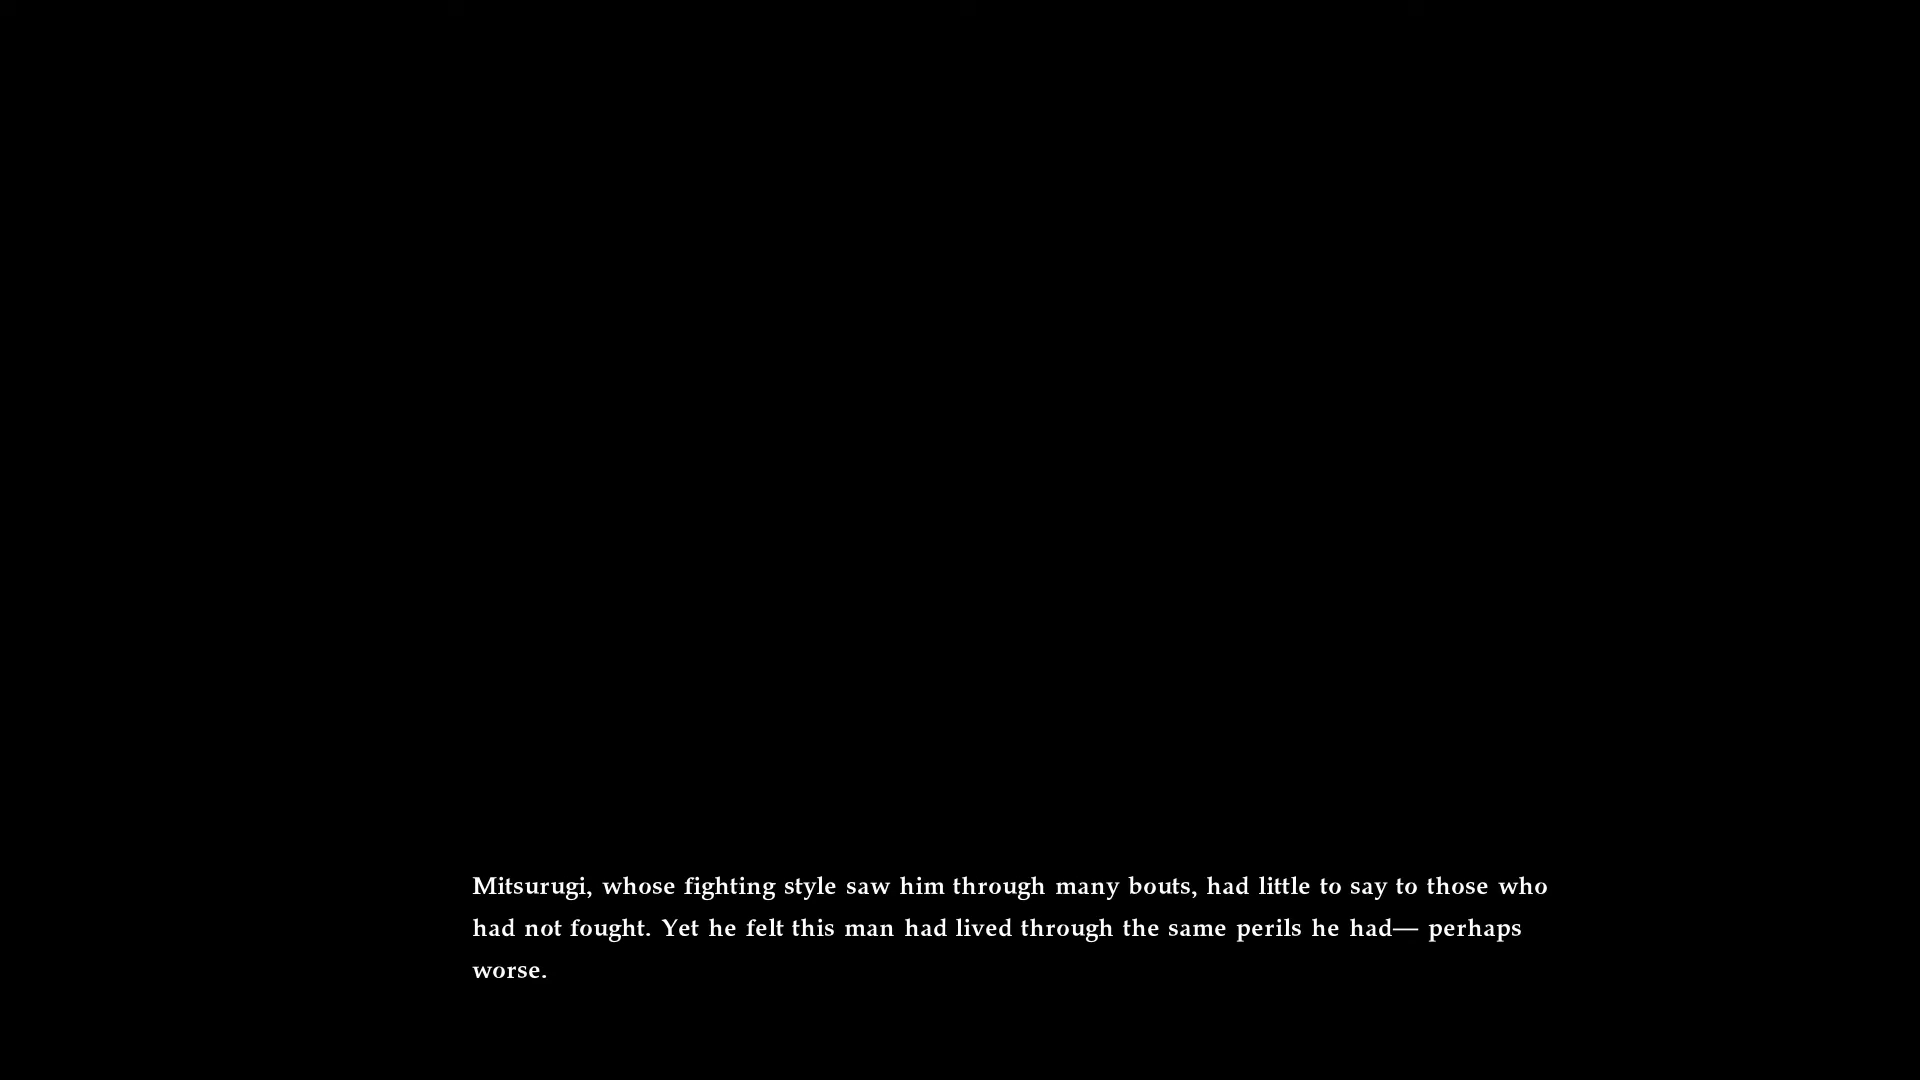 Mitsurugi, whose fighting style saw him through many bouts, had little to say to those who
had not fought. Yet he felt this man had lived through the same perils he had— perhaps
worse.